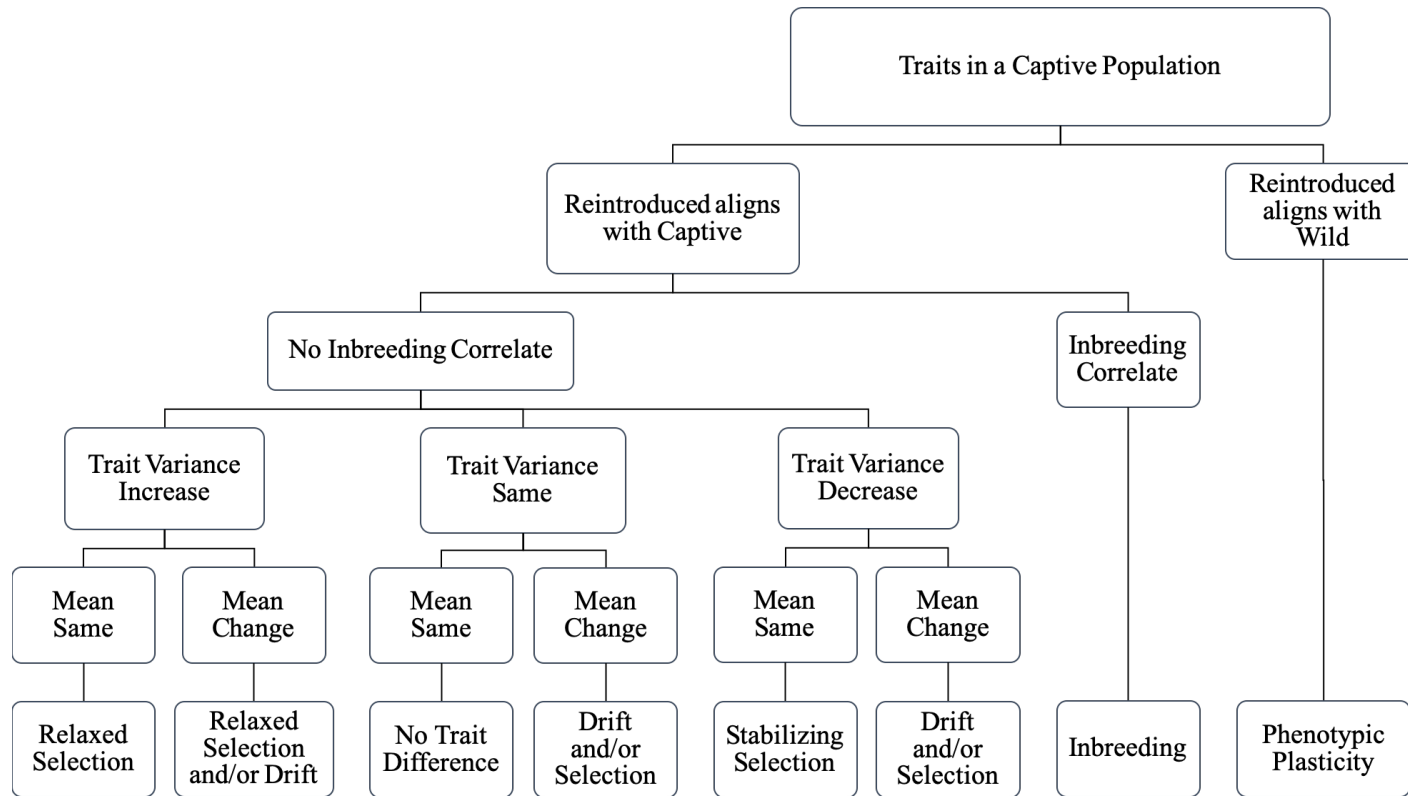 Traits in a Captive Population
Reintroduced aligns
with Captive
Reintroduced
aligns with
Wild
No Inbreeding Correlate
Inbreeding
Correlate
Trait Variance
Increase
Trait Variance
Same
Trait Variance
Decrease
Mean
Same
Mean
Change
Mean
Same
Mean
Change
Mean
Same
Mean
Change
Relaxed
Selection
Relaxed
Selection
and/or Drift
No Trait
Difference
Drift
and/or
Selection
Stabilizing
Selection
Drift
and/or
Selection
Inbreeding
Phenotypic
Plasticity